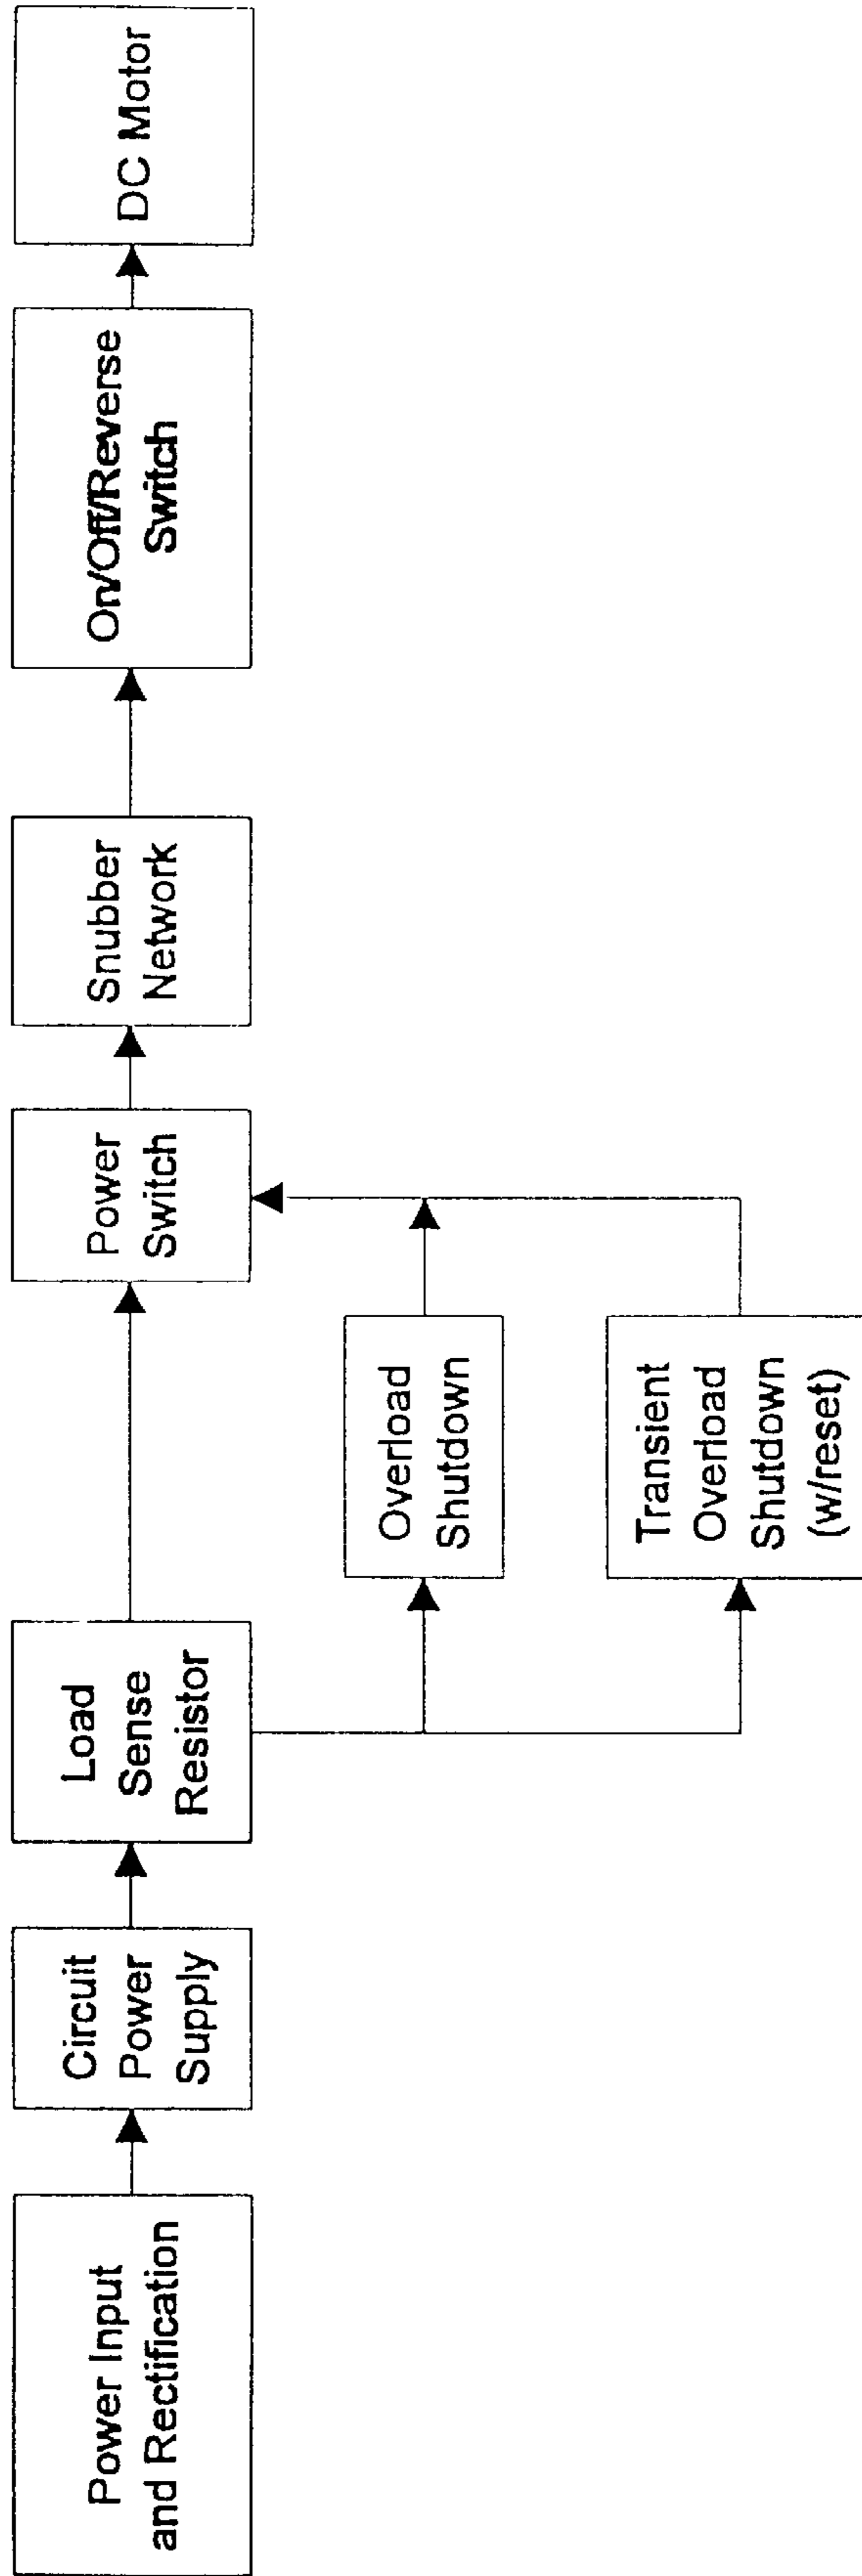 Power Input
and Rectification
Circuit
Power
Supply
Load
Sense
Resistor
Power
Switch
Snubber
Network
On/Off/Reverse
Switch
DC Motor
Overload
Shutdown
Transient
Overload
Shutdown
(w/reset)